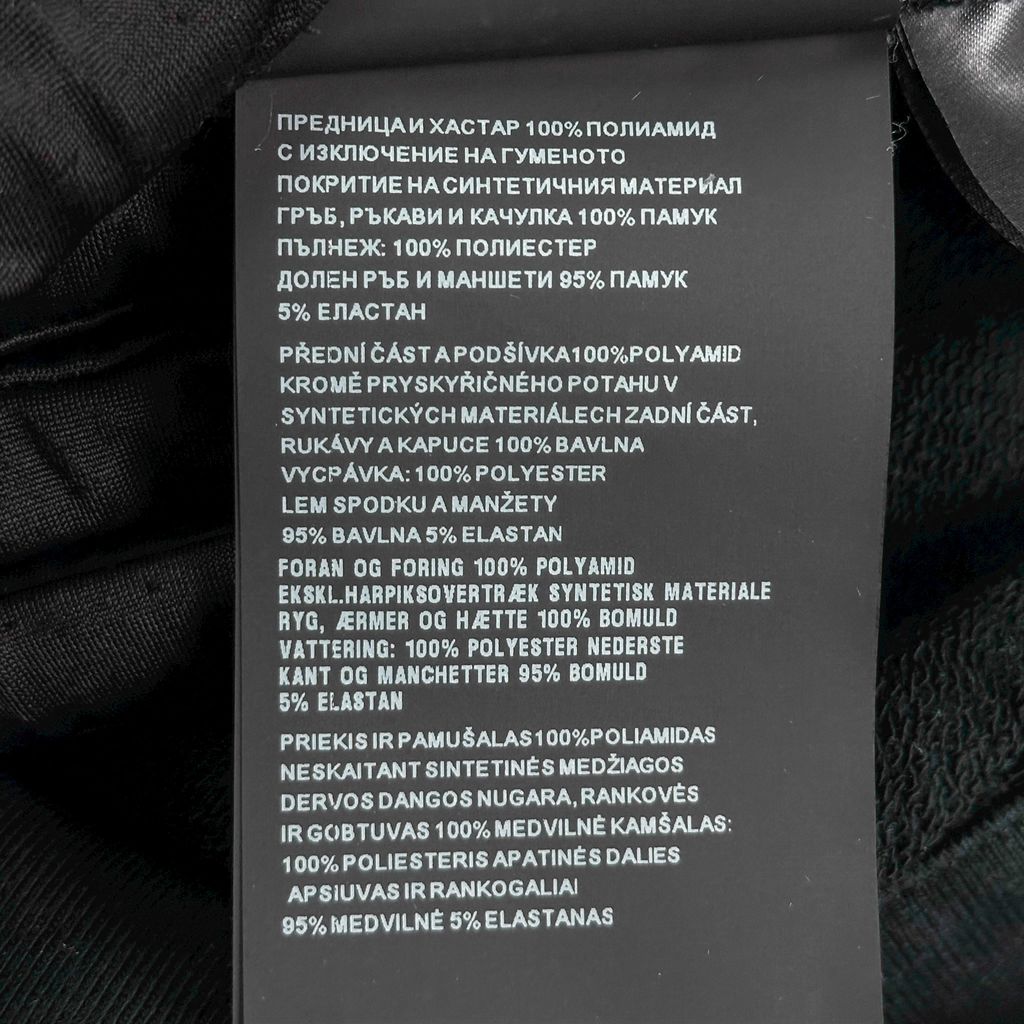 ПРЕДНИЦА И ХАСТАР 100% ПОЛИАМИД
С ИЗКЛЮЧЕНИЕ НА ГУМЕНОТО
ПОКРИТИЕ НА СИНТЕТИЧНИЯ МАТЕРИАЛ
ГРЪБ, РЪКАВИ И КАЧУЛКА 100% ПАМУК
ПЪЛНЕЖ: 100% ПОЛИЕСТЕР
ДОЛЕН РЪБ И МАНШЕТИ 95% ПАМУК
5% ЕЛАСТАН
PŘEDNÍ ČÁST A PODŠÍVKA 100% POLYAMID
KROMĚ PRYSKYŘIČNÉHO POTAHU V
SYNTETICKÝCH MATERIÁLECH ZADNÍ ČÁST,
RUKÁVY A KAPUCE 100% BAVLNA
VYCPÁVKA: 100% POLYESTER
LEM SPODKU A MANŽETY
95% BAVLNA 5% ELASTAN
FORAN OG FORING 100% POLYAMID
EKSKL.HARPIKSOVERTRÆK SYNTETISK MATERIALE
RYG, ÆRMER OG HÆTTE 100% BOMULD
VATTERING: 100% POLYESTER NEDERSTE
KANT OG MANCHETTER 95% BOMULD
5% ELASTAN
PRIEKIS IR PAMUŠALAS 100% POLIAMIDAS
NESKAITANT SINTETINĖS MEDŽIAGOS
DERVOS DANGOS NUGARA, RANKOVĖS
IR GOBTUVAS 100% MEDVILNĖ KAMŠALAS:
100% POLIESTERIS APATINĖS DALIES
APSIUVAS IR RANKOGALIAI
95% MEDVILNĖ 5% ELASTANAS